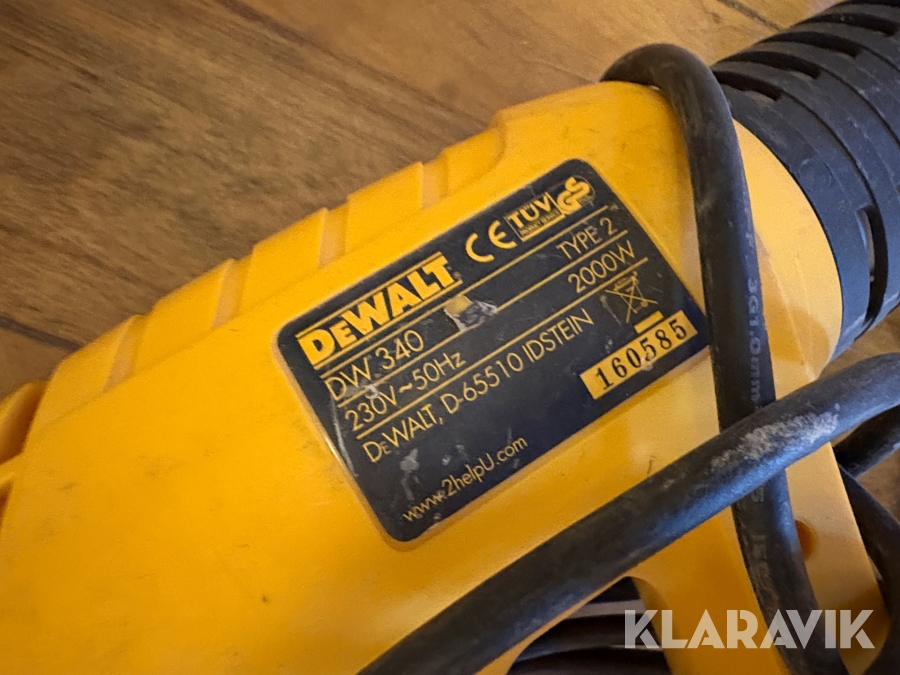 CE TÜV GS
DEWALT
TYPE 2
DW 340
2000W
230V~50Hz
DEWALT, D-65510 IDSTEIN
160585
www.2helpU.com
KLARAVIK